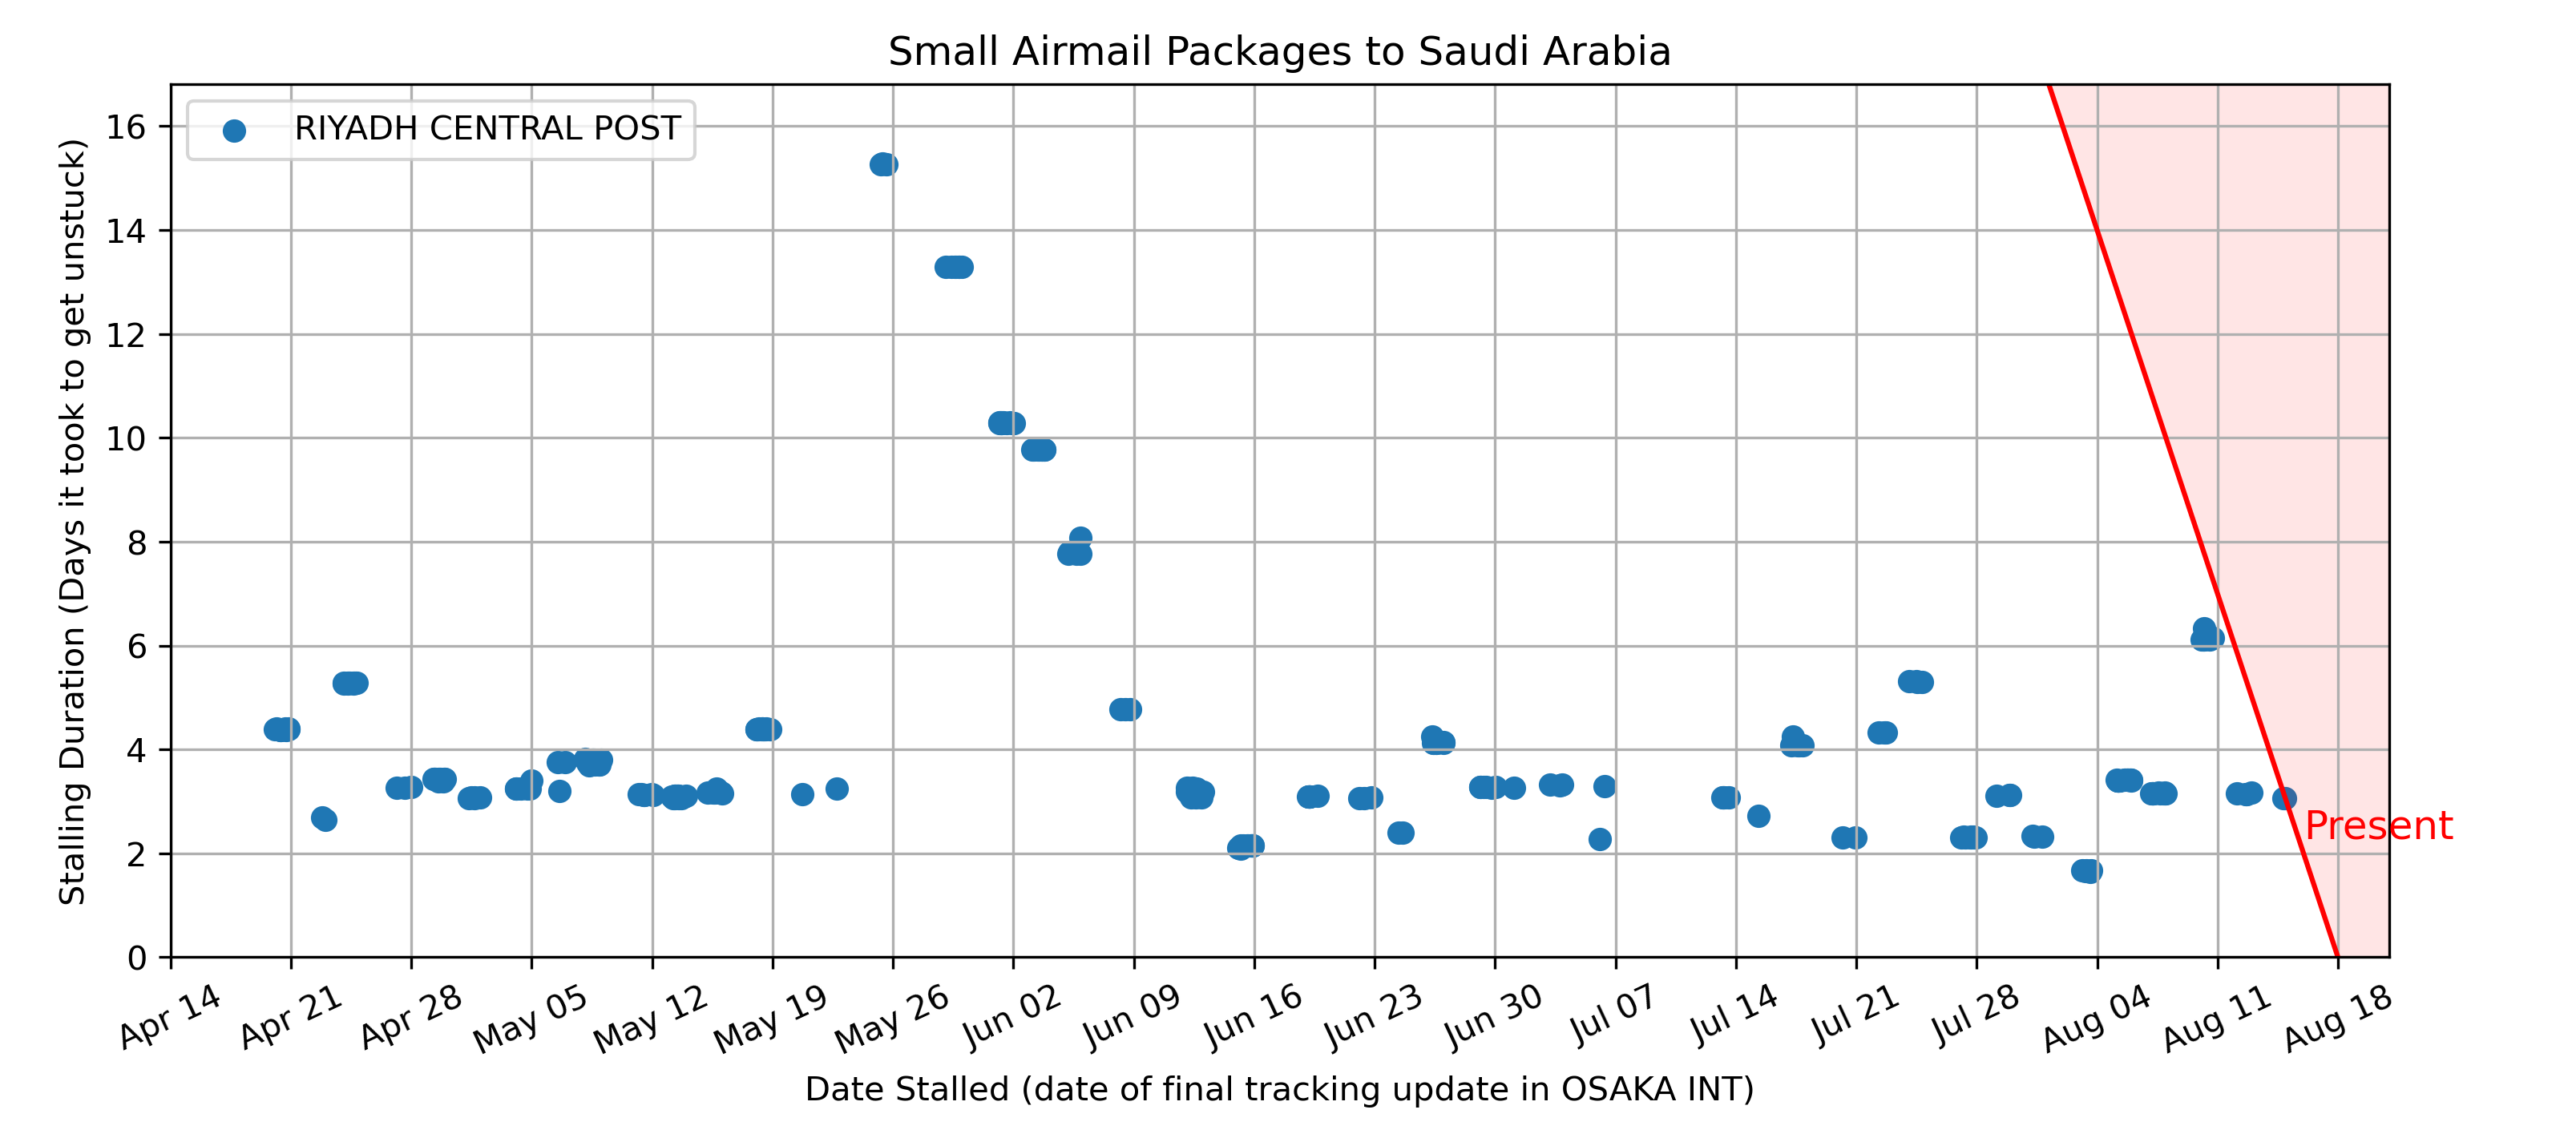 Small Airmail Packages to Saudi Arabia
RIYADH CENTRAL POST
Stalling Duration (Days it took to get unstuck)
16
14
12
10
8
6
4
2
0
Present
Apr 14
Apr 21
Apr 28
May 05
May 12
May 19
May 26
Jun 02
Jun 09
Jun 16
Jun 23
Jun 30
Jul 07
Jul 14
Jul 21
Jul 28
Aug 04
Aug 11
Aug 18
Date Stalled (date of final tracking update in OSAKA INT)